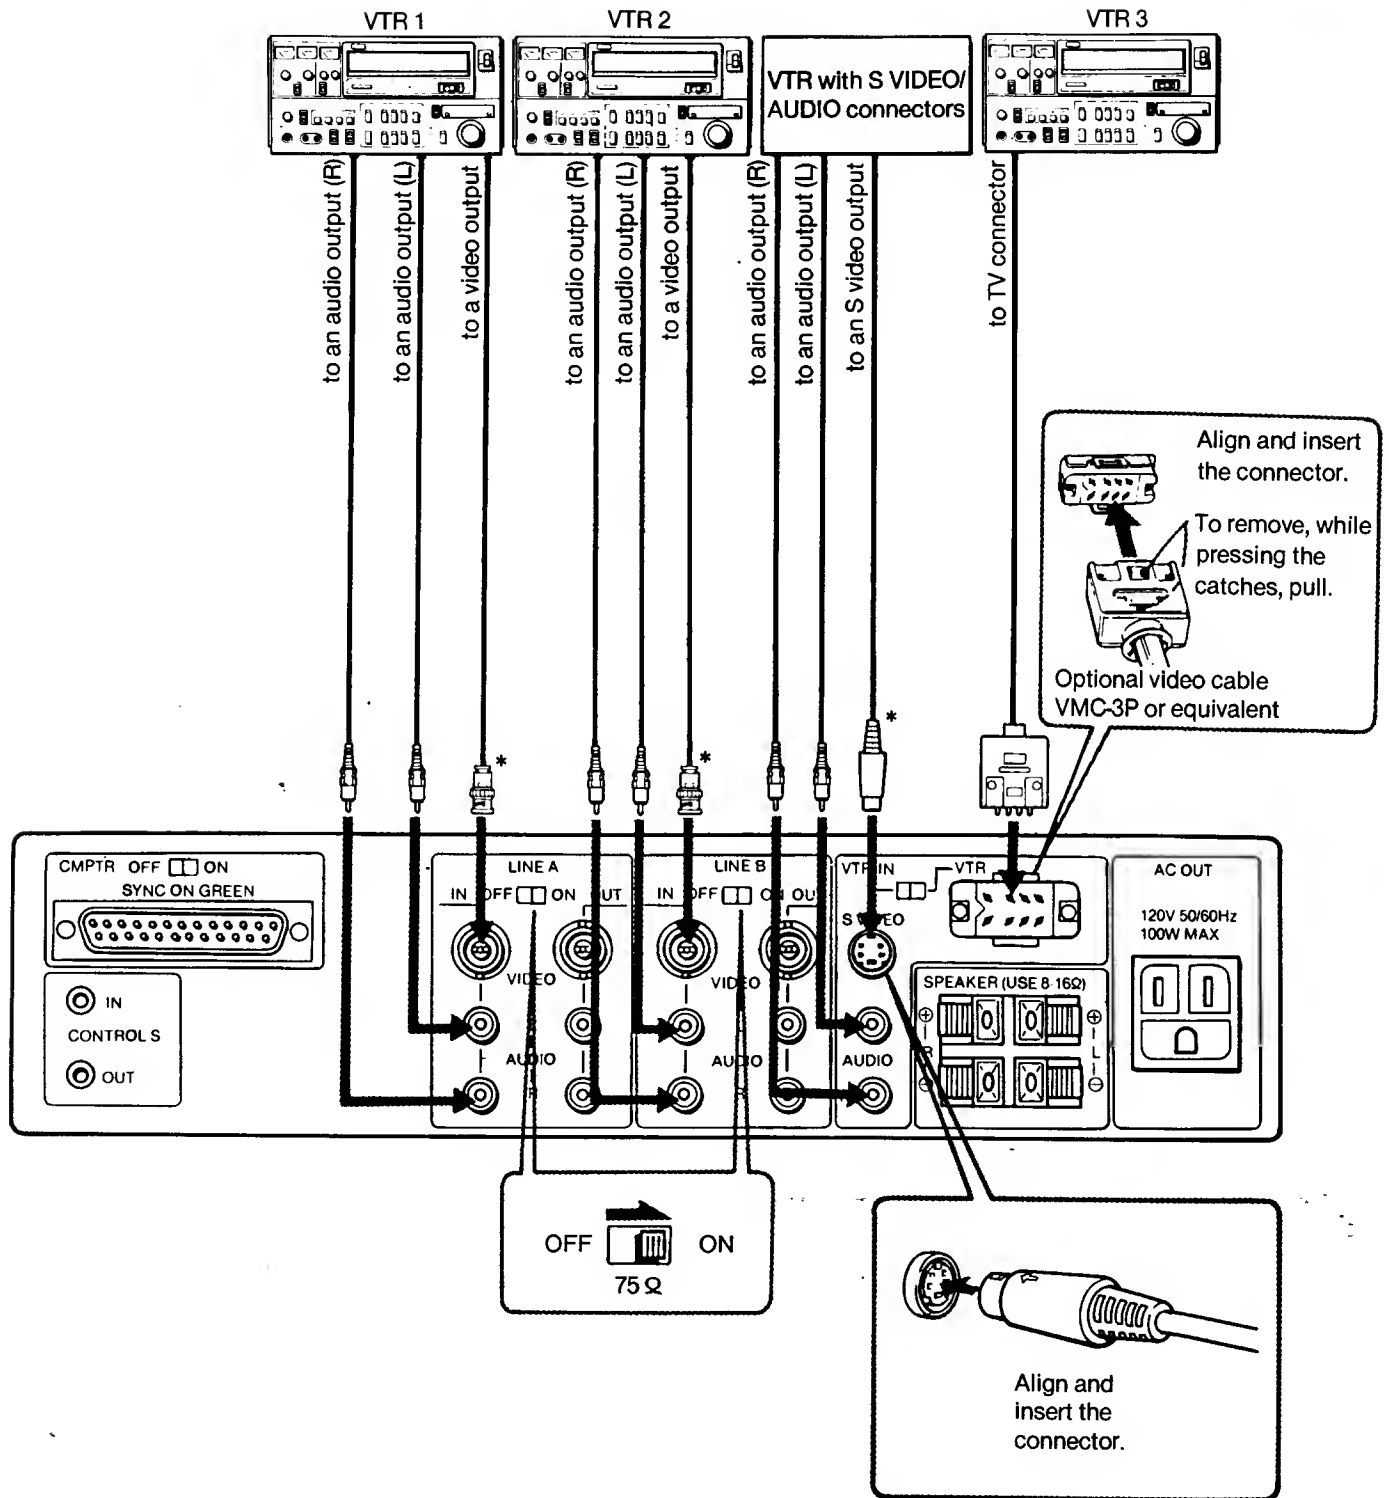 VTR 1
VTR 2
VTR 3
VTR with S VIDEO/
AUDIO connectors
to an audio output (R)
to an audio output (L)
to a video output
to an audio output (R)
to an audio output (L)
to a video output
to an audio output (R)
to an audio output (L)
to an S video output
to TV connector
Align and insert
the connector.
To remove, while
pressing the
catches, pull.
Optional video cable
VMC-3P or equivalent
*
*
*
CMPTR OFF ON
SYNC ON GREEN
IN
CONTROL S
OUT
LINE A
IN OFF ON OUT
VIDEO
AUDIO
LINE B
IN OFF ON OUT
VIDEO
AUDIO
VTR IN
VTR
S VIDEO
AUDIO
SPEAKER (USE 8-16Ω)
⊕ ⊕
R L
⊖ ⊖
AC OUT
120V 50/60Hz
100W MAX
OFF ON
75 Ω
Align and
insert the
connector.